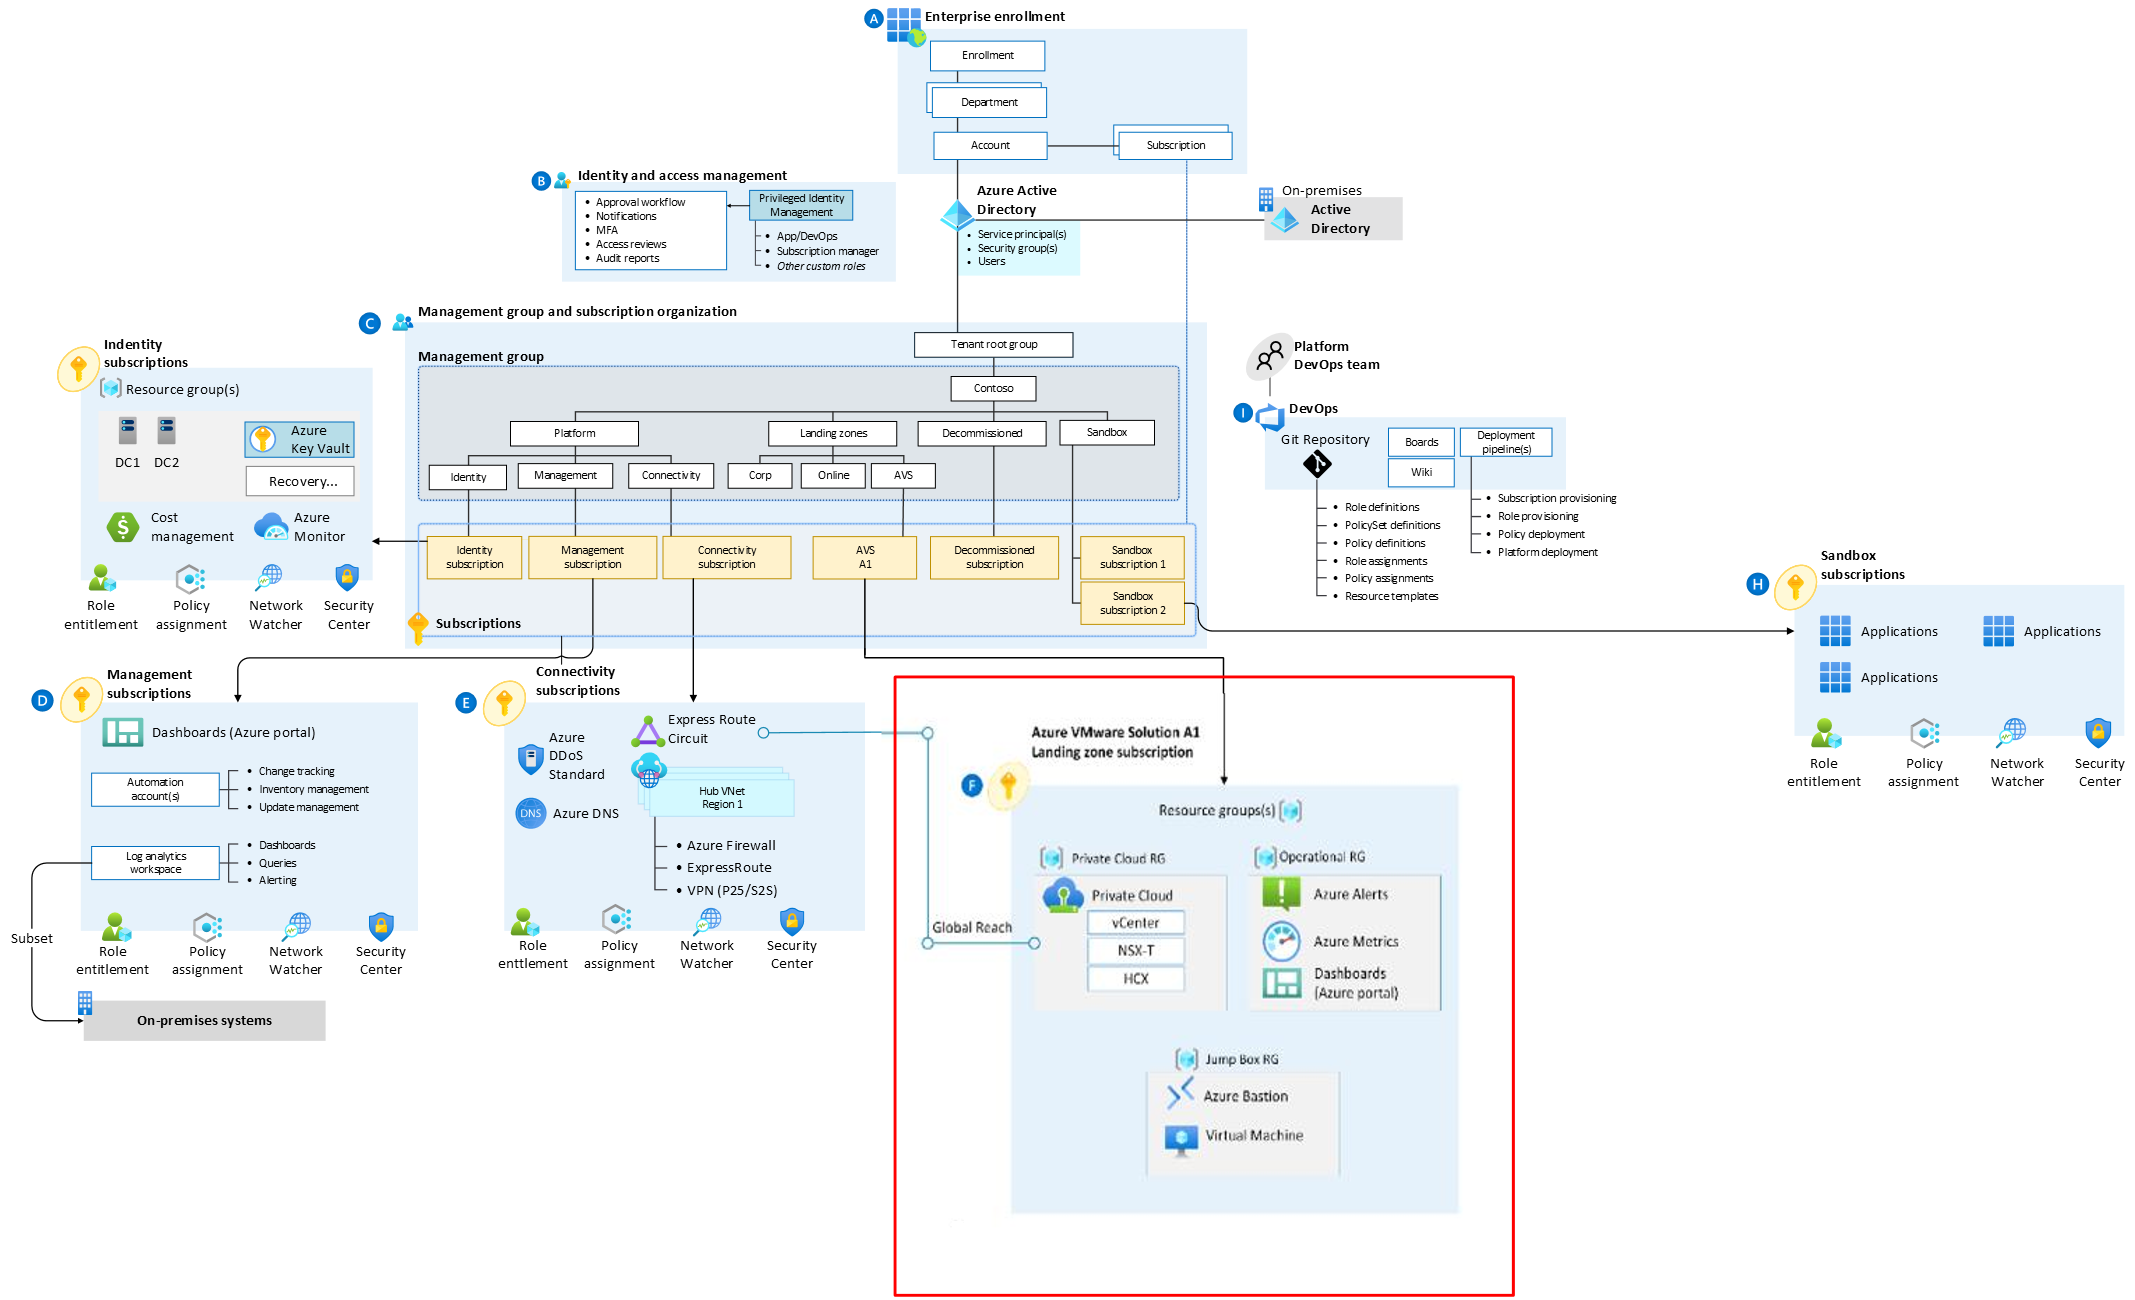 A
Enterprise enrollment
Enrollment
Department
Account
Subscription
B
Identity and access management
Approval workflow
Notifications
MFA
Access reviews
Audit reports
Privileged Identity
Management
App/DevOps
Subscription manager
Other custom roles
Azure Active
Directory
Service principal(s)
Security group(s)
Users
On-premises
Active
Directory
C
Management group and subscription organization
Tenant root group
Management group
Contoso
Platform
Landing zones
Decommissioned
Sandbox
Identity
Management
Connectivity
Corp
Online
AVS
Identity
subscription
Management
subscription
Connectivity
subscription
AVS
A1
Decommissioned
subscription
Sandbox
subscription 1
Sandbox
subscription 2
Subscriptions
Indentity
subscriptions
Resource group(s)
DC1
DC2
Azure
Key Vault
Recovery...
Cost
management
Azure
Monitor
Role
entitlement
Policy
assignment
Network
Watcher
Security
Center
Platform
DevOps team
I
DevOps
Git Repository
Boards
Wiki
Deployment
pipeline(s)
Role definitions
PolicySet definitions
Policy definitions
Role assignments
Policy assignments
Resource templates
Subscription provisioning
Role provisioning
Policy deployment
Platform deployment
H
Sandbox
subscriptions
Applications
Applications
Applications
Role
entitlement
Policy
assignment
Network
Watcher
Security
Center
D
Management
subscriptions
Dashboards (Azure portal)
Automation
account(s)
Change tracking
Inventory management
Update management
Log analytics
workspace
Dashboards
Queries
Alerting
Subset
Role
entitlement
Policy
assignment
Network
Watcher
Security
Center
On-premises systems
E
Connectivity
subscriptions
Azure
DDoS
Standard
Azure DNS
DNS
Express Route
Circuit
Hub VNet
Region 1
Azure Firewall
ExpressRoute
VPN (P25/S2S)
Role
enttlement
Policy
assignment
Network
Watcher
Security
Center
Global Reach
Azure VMware Solution A1
Landing zone subscription
F
Resource groups(s)
Private Cloud RG
Private Cloud
vCenter
NSX-T
HCX
Operational RG
Azure Alerts
Azure Metrics
Dashboards
(Azure portal)
Jump Box RG
Azure Bastion
Virtual Machine